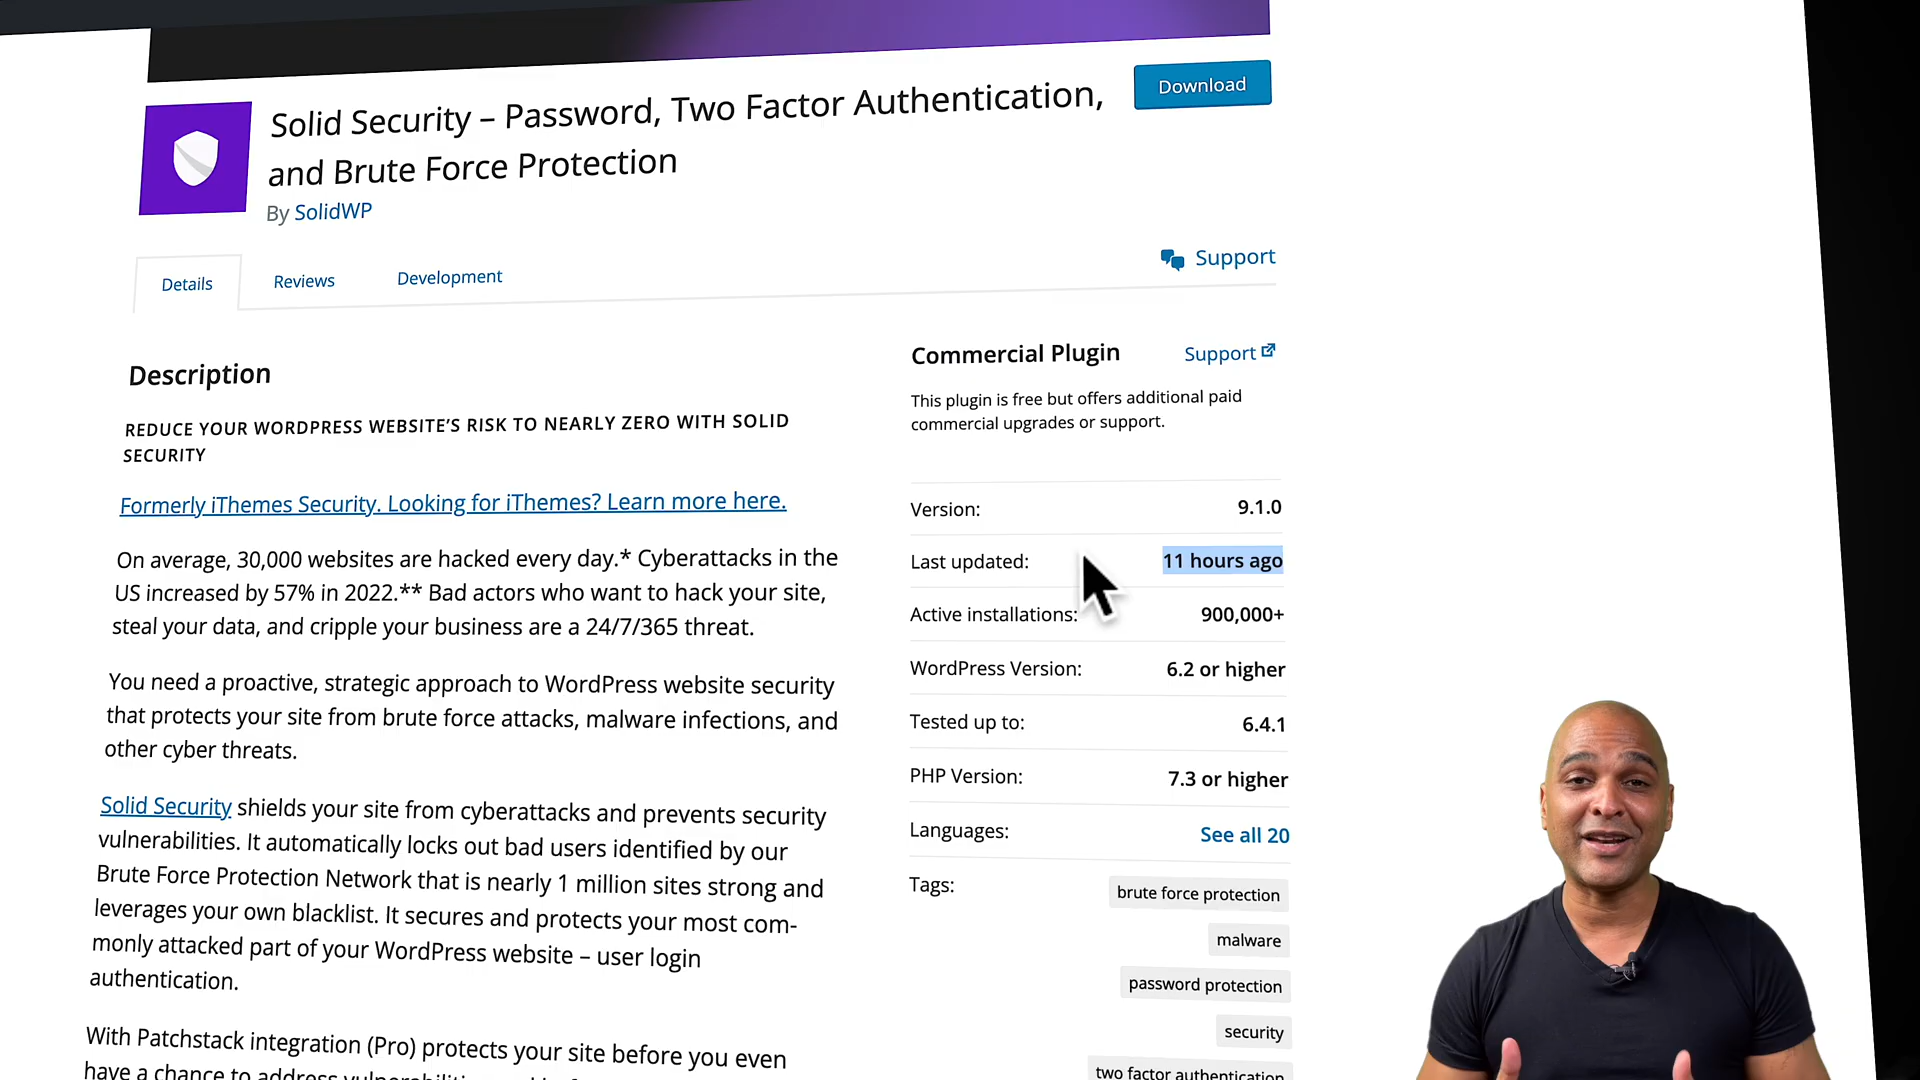 Solid Security – Password, Two Factor Authentication,
and Brute Force Protection
By SolidWP
Download
Details
Reviews
Development
Support
Description
REDUCE YOUR WORDPRESS WEBSITE'S RISK TO NEARLY ZERO WITH SOLID
SECURITY
Formerly iThemes Security. Looking for iThemes? Learn more here.
On average, 30,000 websites are hacked every day.* Cyberattacks in the
US increased by 57% in 2022.** Bad actors who want to hack your site,
steal your data, and cripple your business are a 24/7/365 threat.
You need a proactive, strategic approach to WordPress website security
that protects your site from brute force attacks, malware infections, and
other cyber threats.
Solid Security shields your site from cyberattacks and prevents security
vulnerabilities. It automatically locks out bad users identified by our
Brute Force Protection Network that is nearly 1 million sites strong and
leverages your own blacklist. It secures and protects your most com-
monly attacked part of your WordPress website – user login
authentication.
With Patchstack integration (Pro) protects your site before you even
have a chance to address
Commercial Plugin
Support
This plugin is free but offers additional paid
commercial upgrades or support.
Version: 9.1.0
Last updated: 11 hours ago
Active installations: 900,000+
WordPress Version: 6.2 or higher
Tested up to: 6.4.1
PHP Version: 7.3 or higher
Languages: See all 20
Tags: brute force protection
malware
password protection
security
two factor authentication